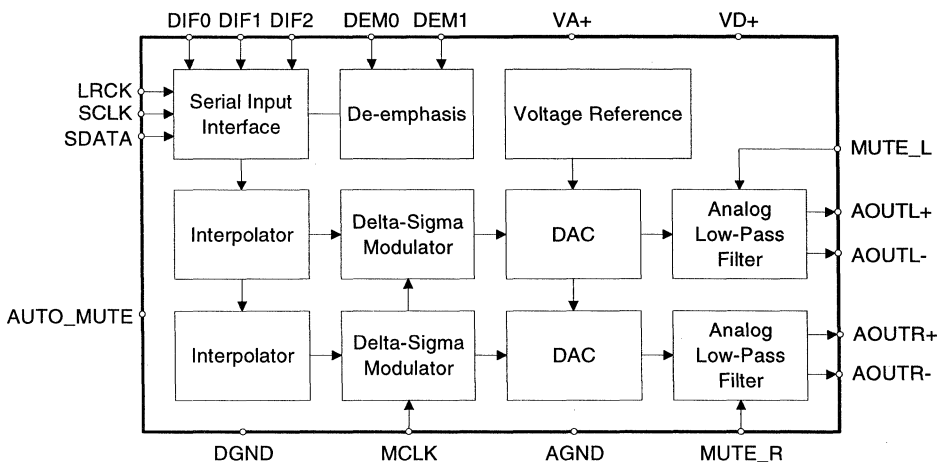 DIF0 DIF1 DIF2 DEM0 DEM1 VA+ VD+
LRCK
SCLK
SDATA
Serial Input
Interface
De-emphasis
Voltage Reference
MUTE_L
Interpolator
Delta-Sigma
Modulator
DAC
Analog
Low-Pass
Filter
AOUTL+
AOUTL-
AUTO_MUTE
Interpolator
Delta-Sigma
Modulator
DAC
Analog
Low-Pass
Filter
AOUTR+
AOUTR-
DGND MCLK AGND MUTE_R